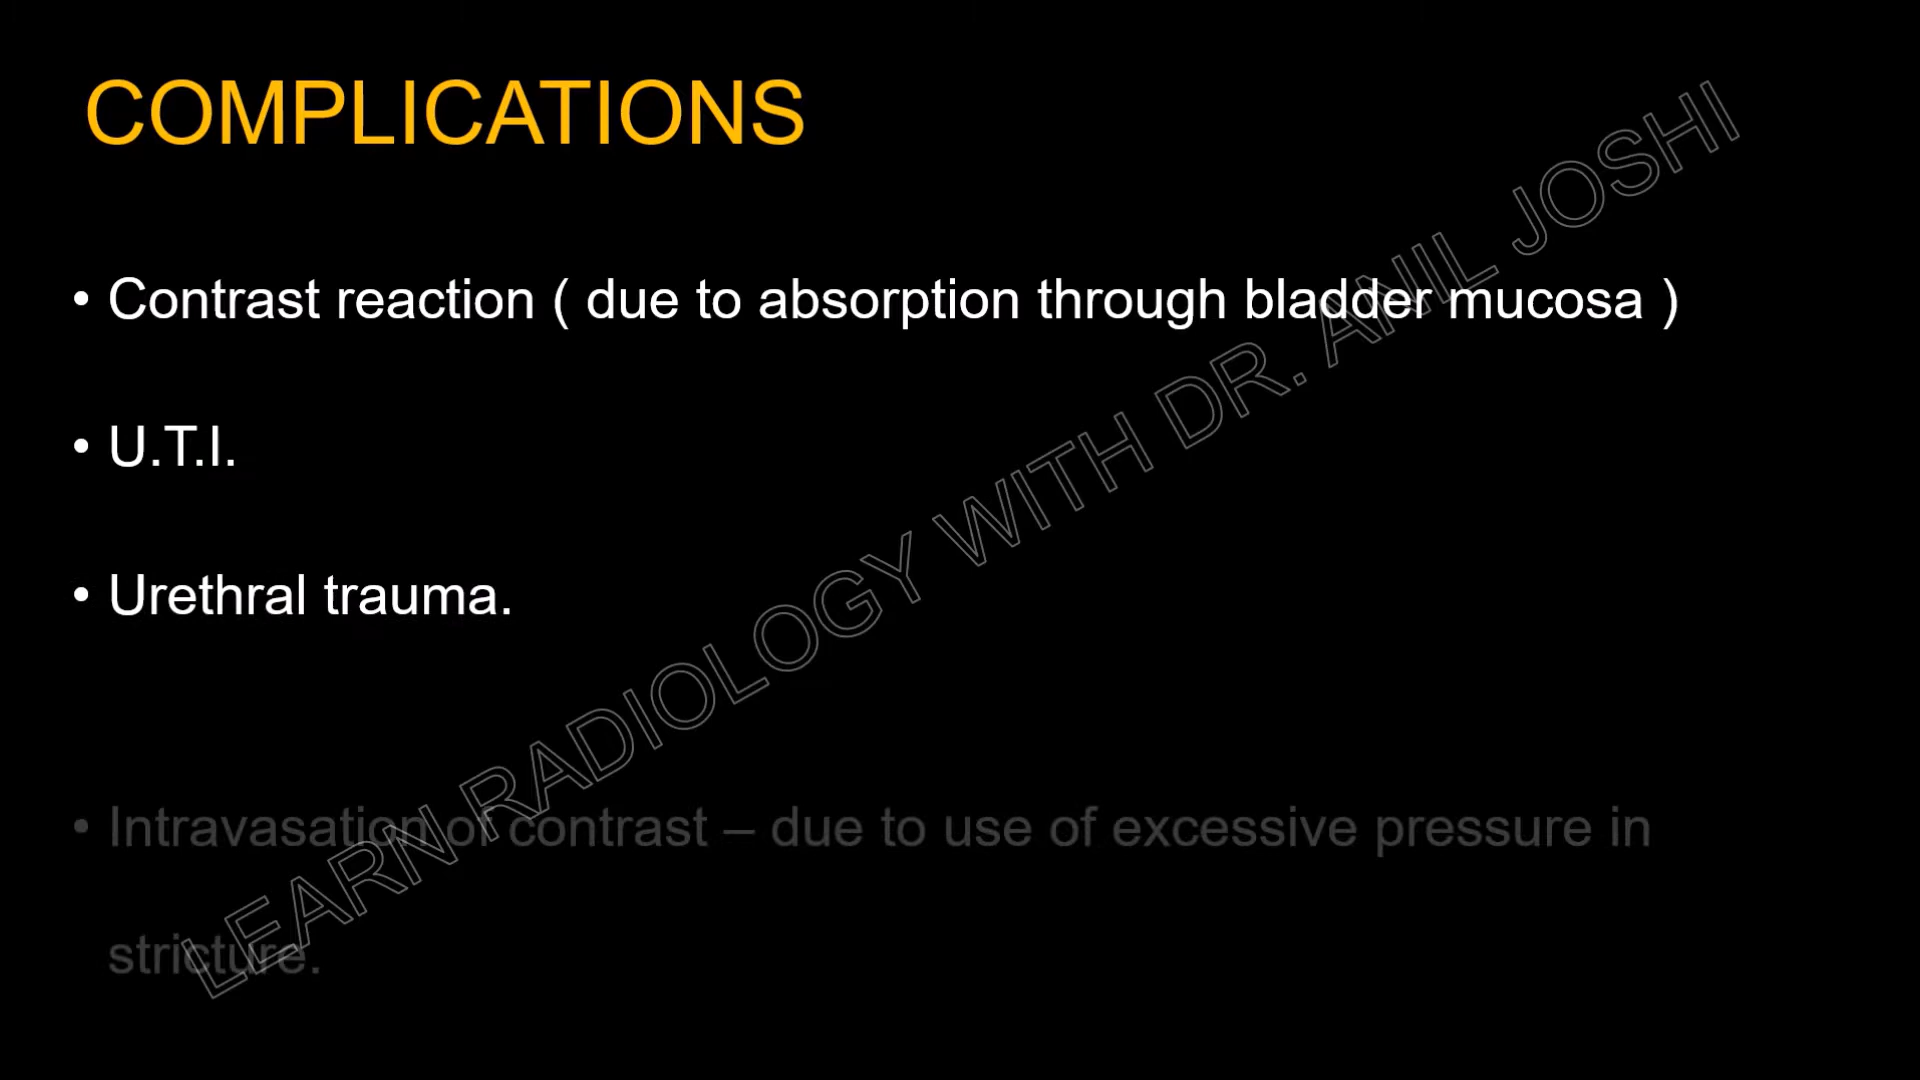 COMPLICATIONS
• Contrast reaction ( due to absorption through bladder mucosa )
• U.T.I.
• Urethral trauma.
• Intravasation of contrast – due to use of excessive pressure in
stricture.
LEARN RADIOLOGY WITH DR. ANIL JOSHI